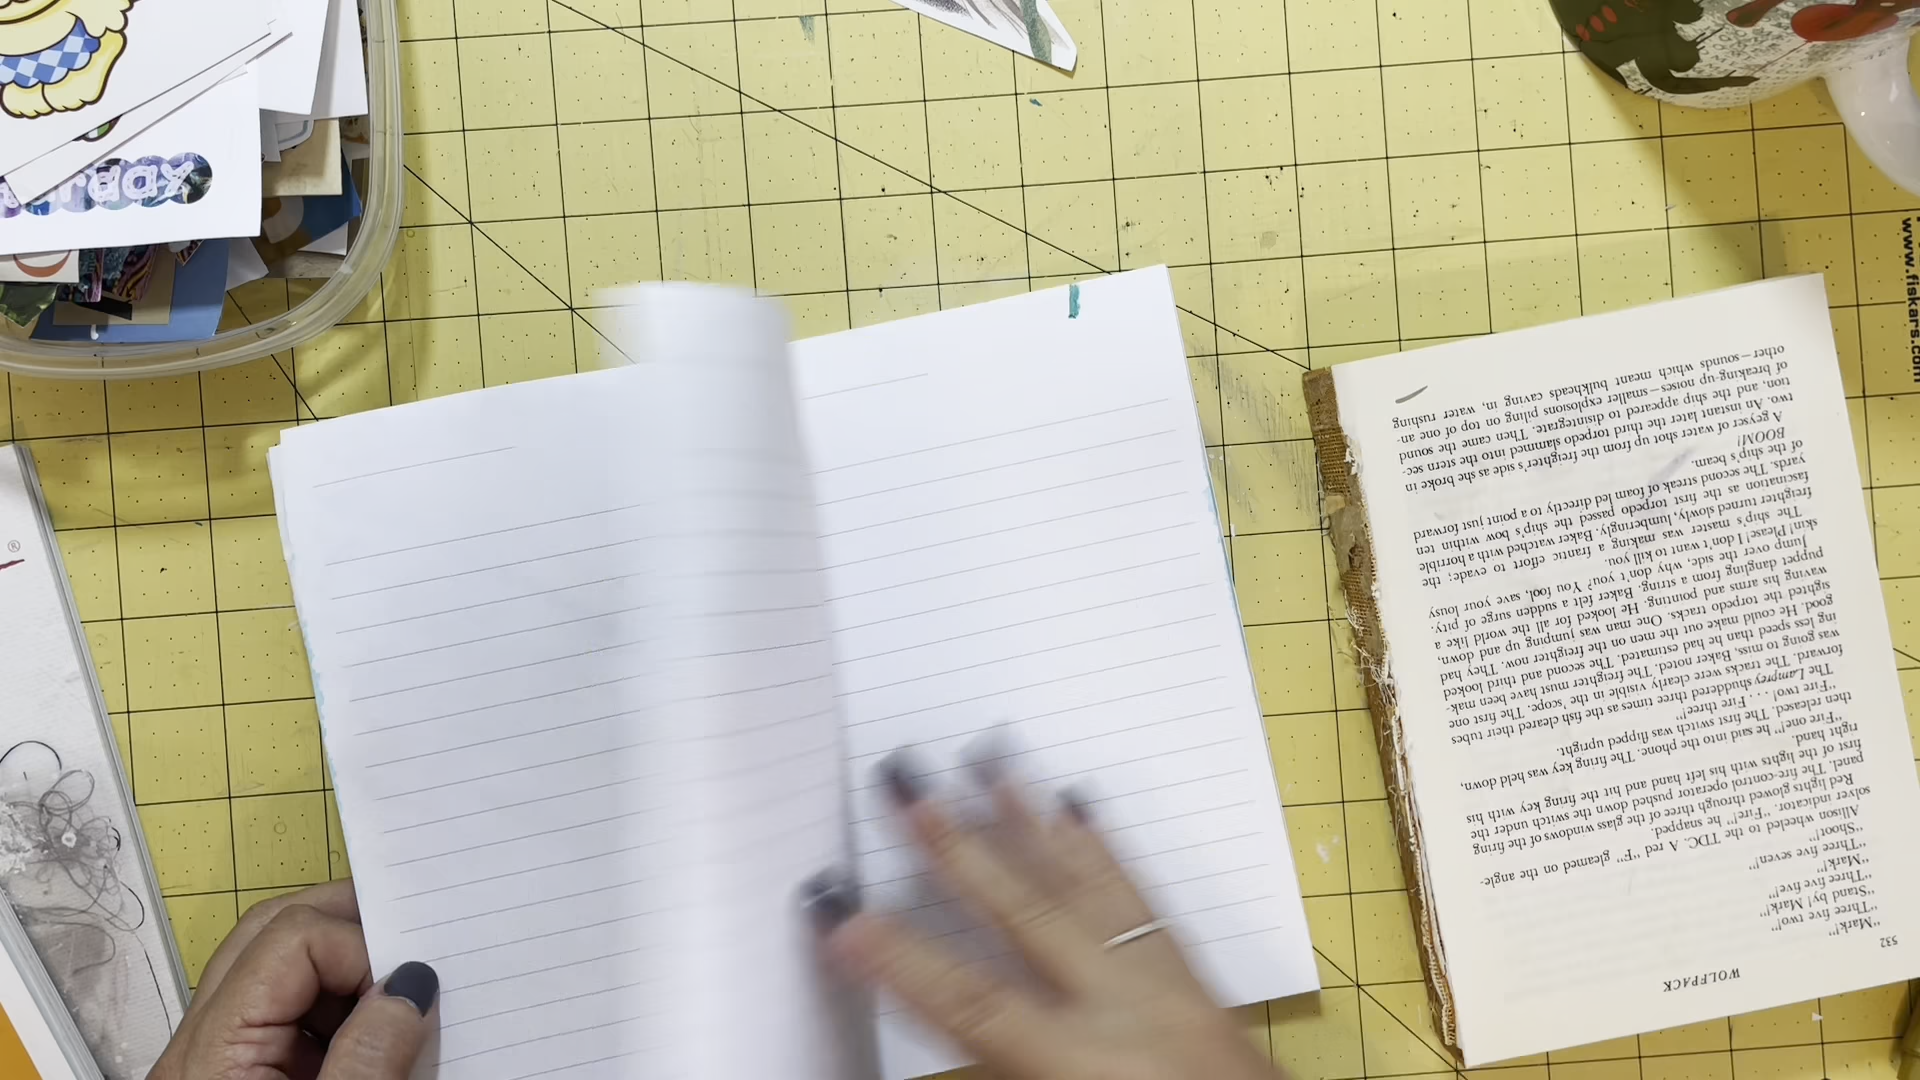 rday
®
www.fiskars.com
532
WOLFPACK
"Mark!"
"Three five two!"
"Stand by! Mark!"
"Three five five!"
"Mark!"
"Three five seven!"
"Shoot!"
Allison wheeled to the TDC. A red "F" gleamed on the angle-
solver indicator. "Fire!" he snapped.
Red lights glowed through three of the glass windows of the firing
panel. The fire-control operator pushed down the switch under the
first of the lights with his left hand and hit the firing key with his
right hand.
"Fire one!" he said into the phone. The firing key was held down,
then released. The first switch was flipped upright.
"Fire two! . . . Fire three!"
The Lamprey shuddered three times as the fish cleared their tubes
forward. The tracks were clearly visible in the 'scope. The first one
was going to miss, Baker noted. The freighter must have been mak-
ing less speed than he had estimated. The second and third looked
good. He could make out the men on the freighter now. They had
sighted the torpedo tracks. One man was jumping up and down,
waving his arms and pointing. He looked for all the world like a
puppet dangling from a string. Baker felt a sudden surge of pity.
Jump over the side, why don't you? You fool, save your lousy
skin! Please! I don't want to kill you.
The ship's master was making a frantic effort to evade; the
freighter turned slowly, lumberingly. Baker watched with a horrible
fascination as the first torpedo passed the ship's bow within ten
yards. The second streak of foam led directly to a point just forward
of the ship's beam.
BOOM!
A geyser of water shot up from the freighter's side as she broke in
two. An instant later the third torpedo slammed into the stern sec-
tion, and the ship appeared to disintegrate. Then came the sound
of breaking-up noises—smaller explosions piling on top of one an-
other—sounds which meant bulkheads caving in, water rushing